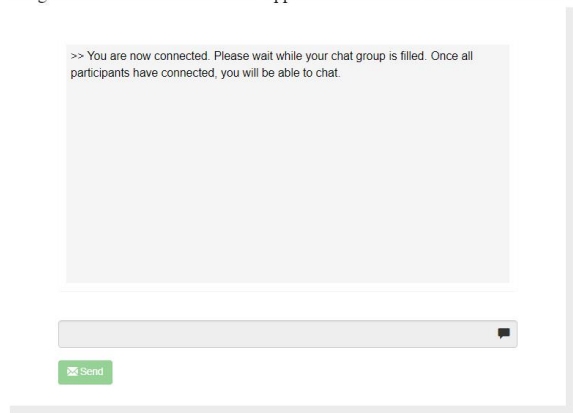 >> You are now connected. Please wait while your chat group is filled. Once all
participants have connected, you will be able to chat.
Send